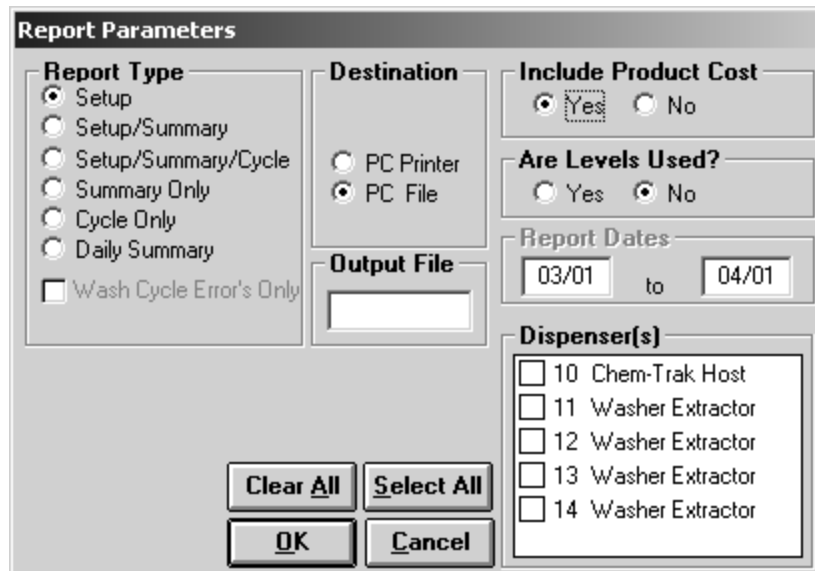 Report Parameters
Report Type
Setup
Setup/Summary
Setup/Summary/Cycle
Summary Only
Cycle Only
Daily Summary
Wash Cycle Error's Only
Destination
PC Printer
PC File
Output File
Include Product Cost
Yes No
Are Levels Used?
Yes No
Report Dates
03/01 to 04/01
Dispenser(s)
10 Chem-Trak Host
11 Washer Extractor
12 Washer Extractor
13 Washer Extractor
14 Washer Extractor
Clear All Select All
OK Cancel